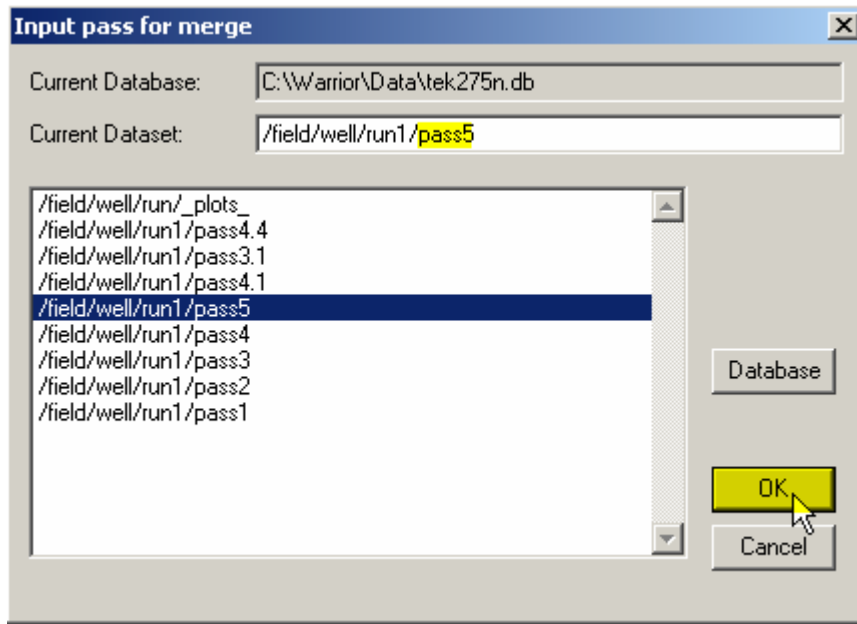 Input pass for merge
Current Database: C:\Warrior\Data\tek275n.db
Current Dataset: /field/well/run1/pass5
/field/well/run/_plots_
/field/well/run1/pass4.4
/field/well/run1/pass3.1
/field/well/run1/pass4.1
/field/well/run1/pass5
/field/well/run1/pass4
/field/well/run1/pass3
/field/well/run1/pass2
/field/well/run1/pass1
Database
OK
Cancel